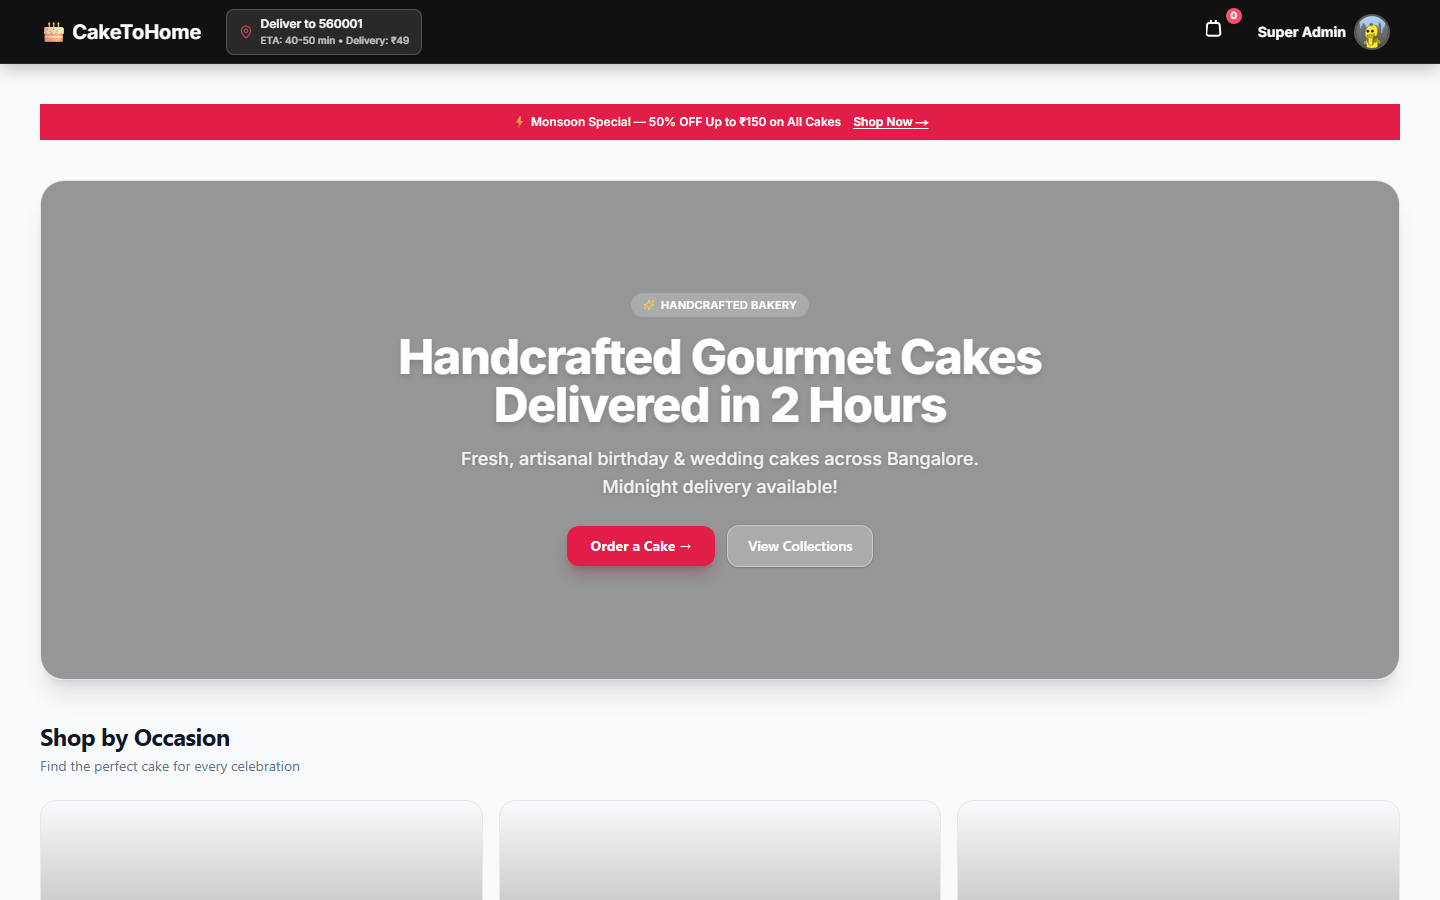 CakeToHome
Deliver to 560001
ETA: 40-50 min • Delivery: ₹49
0
Super Admin
Monsoon Special — 50% OFF Up to ₹150 on All Cakes Shop Now →
HANDCRAFTED BAKERY
Handcrafted Gourmet Cakes
Delivered in 2 Hours
Fresh, artisanal birthday & wedding cakes across Bangalore.
Midnight delivery available!
Order a Cake →
View Collections
Shop by Occasion
Find the perfect cake for every celebration